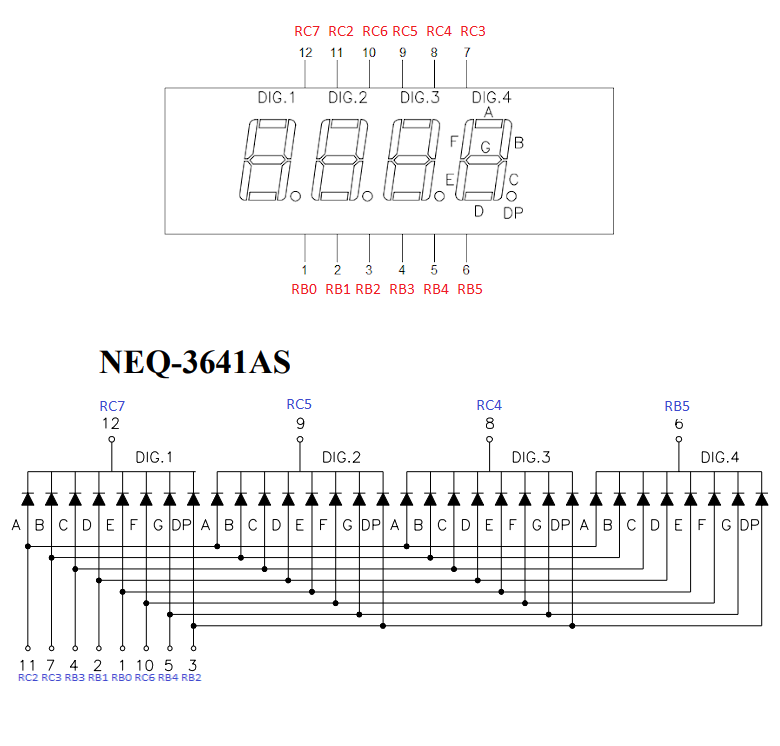 RC7 RC2 RC6 RC5 RC4 RC3
12 11 10 9 8 7
DIG.1 DIG.2 DIG.3 DIG.4
A
F B
G
E C
D DP
1 2 3 4 5 6
RB0 RB1 RB2 RB3 RB4 RB5
NEQ-3641AS
RC7 RC5 RC4 RB5
12 9 8 6
DIG.1 DIG.2 DIG.3 DIG.4
A B C D E F G DP A B C D E F G DP A B C D E F G DP A B C D E F G DP
11 7 4 2 1 10 5 3
RC2 RC3 RB3 RB1 RB0 RC6 RB4 RB2